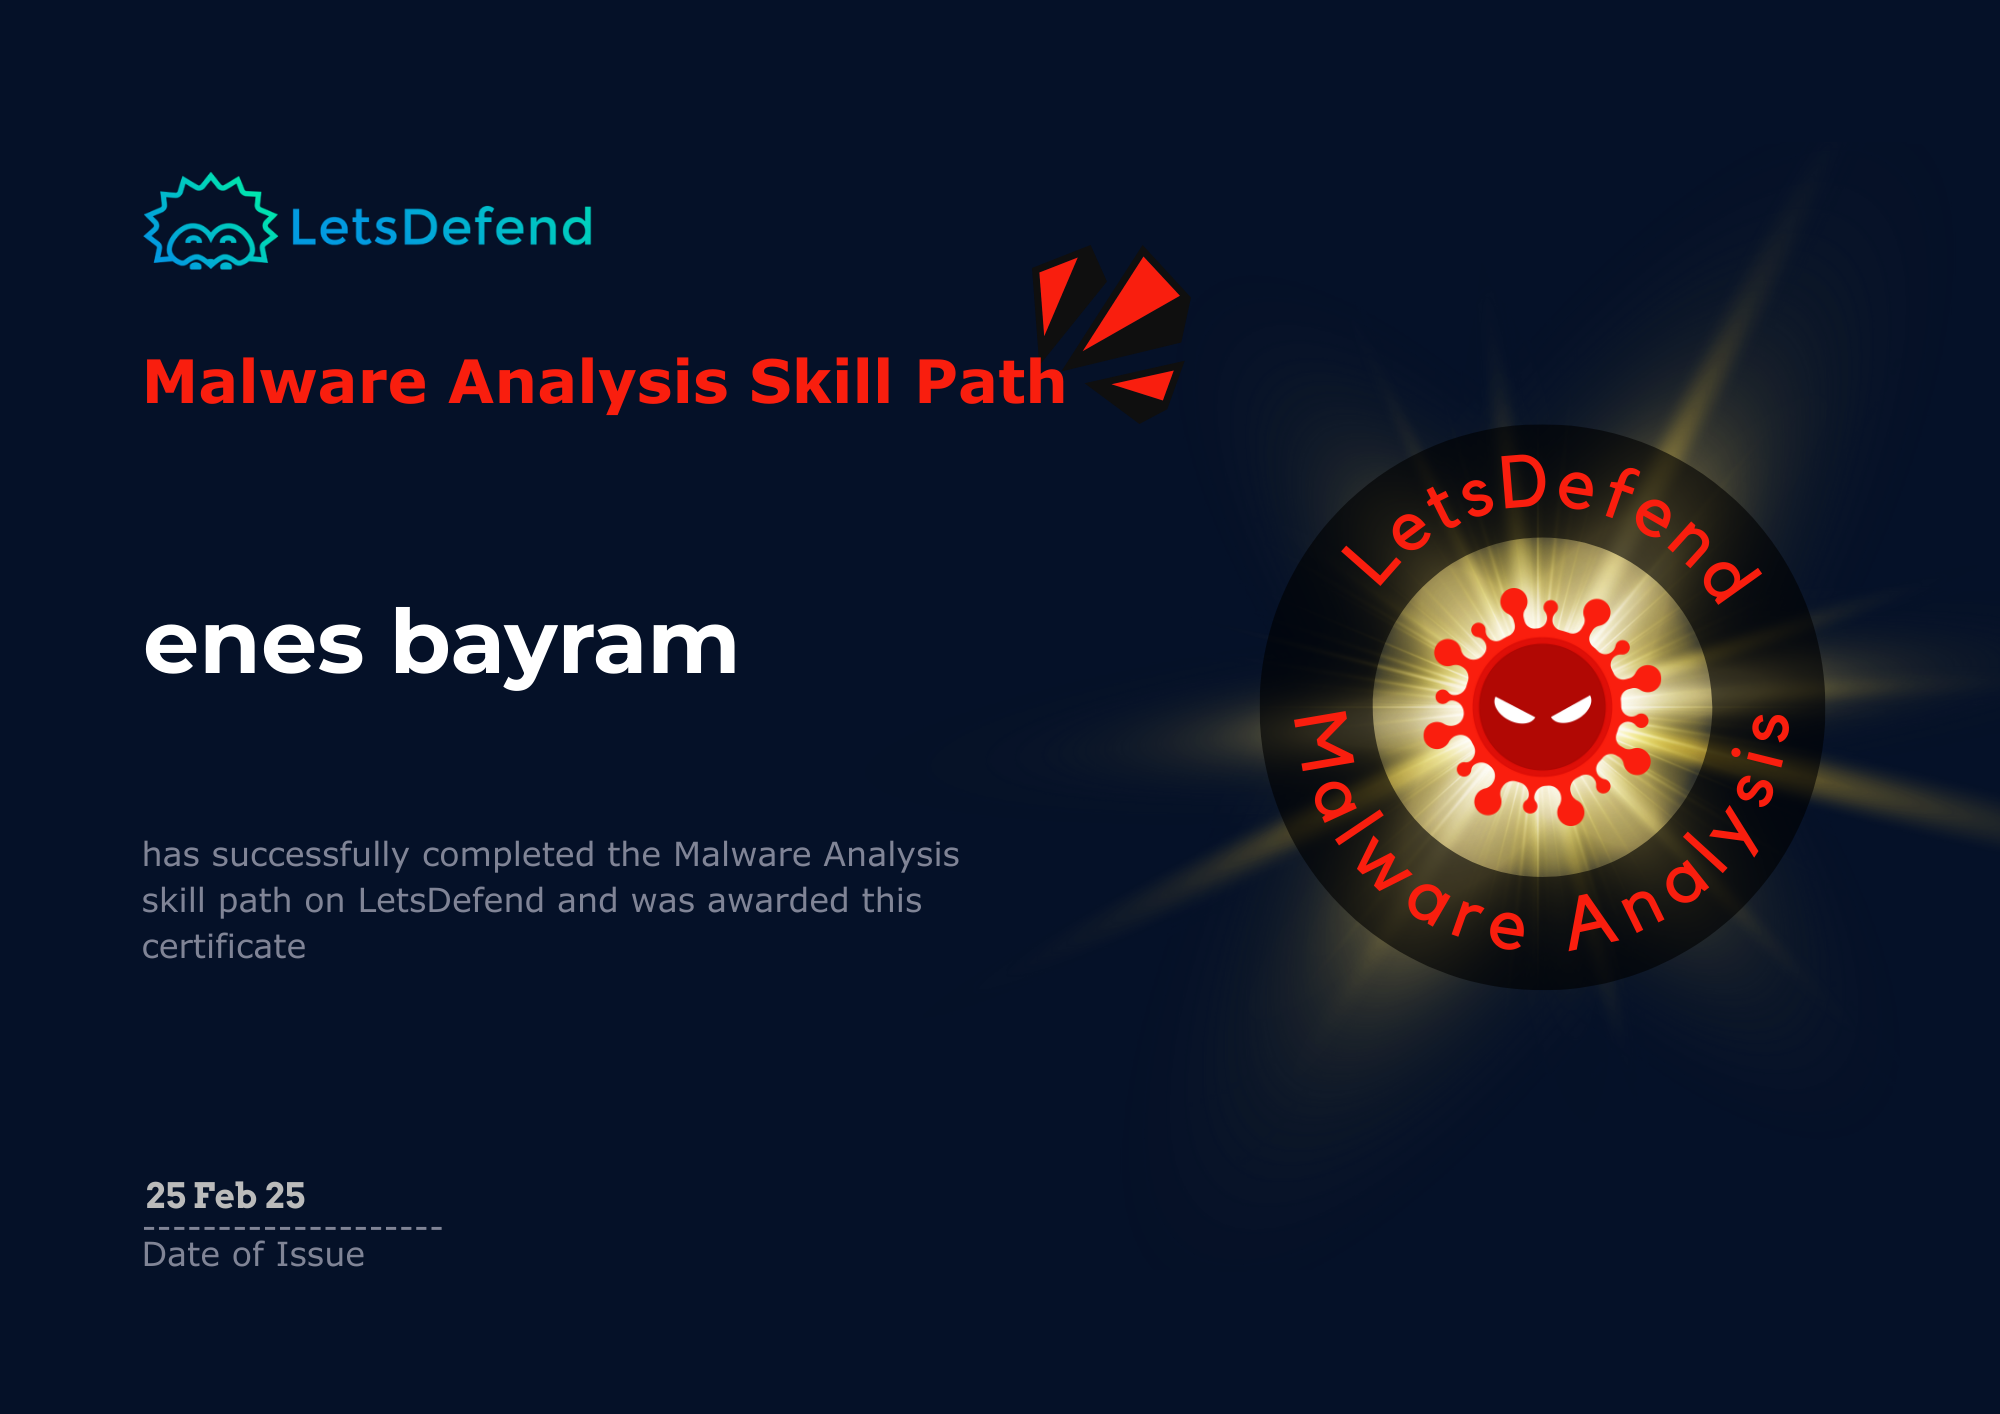 LetsDefend
Malware Analysis Skill Path
enes bayram
has successfully completed the Malware Analysis
skill path on LetsDefend and was awarded this
certificate
25 Feb 25
--------------------
Date of Issue
LetsDefend
Malware Analysis